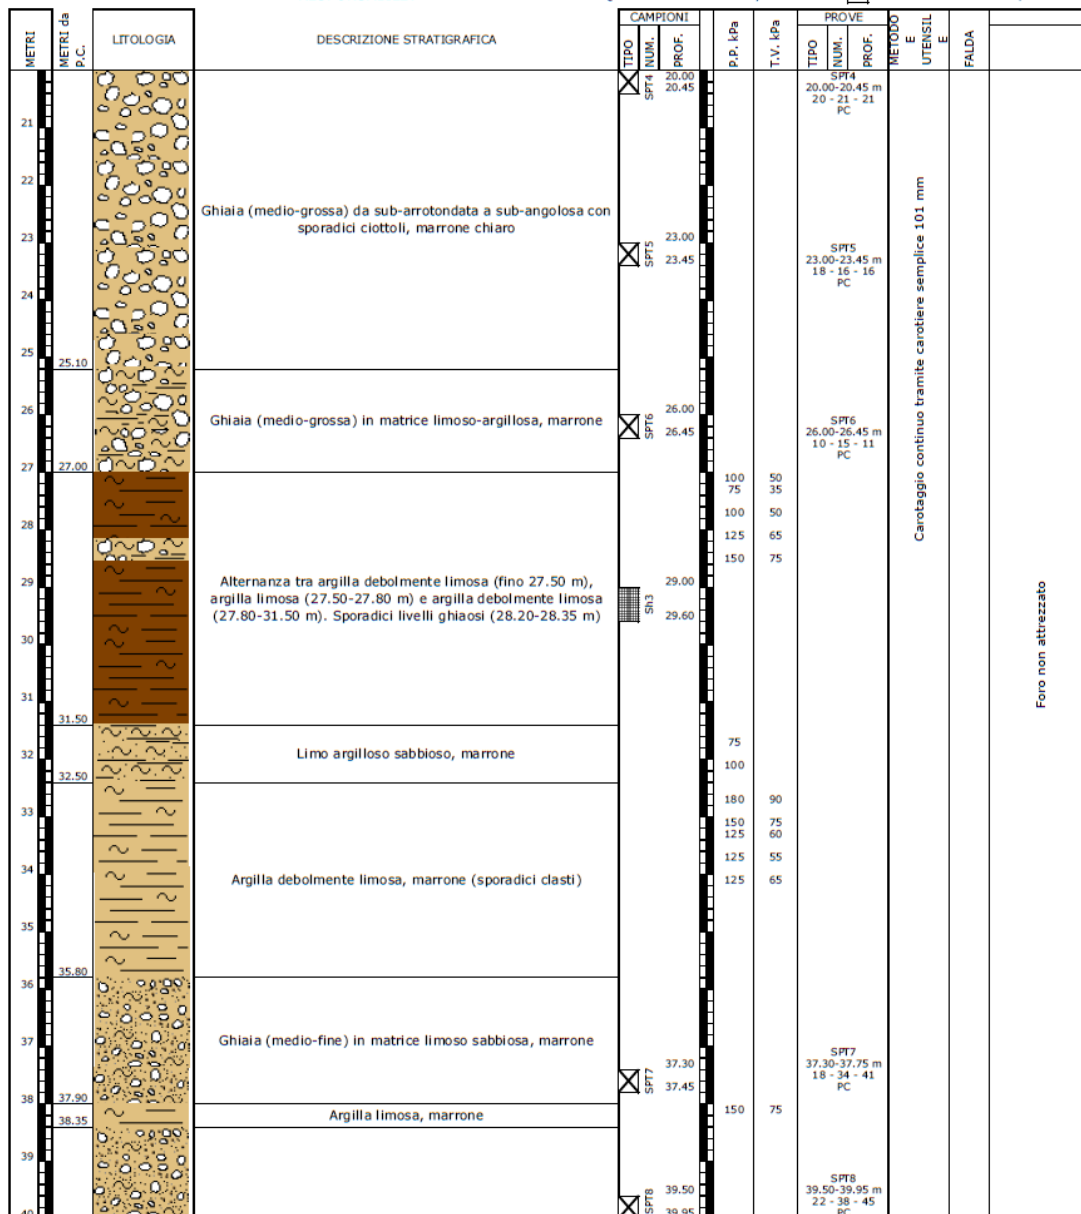 CAMPIONI
PROVE
METRI
METRI da
P.C.
LITOLOGIA
DESCRIZIONE STRATIGRAFICA
TIPO
NUM.
PROF.
P.P. kPa
T.V. kPa
TIPO
NUM.
PROF.
METODO
E
UTENSIL
E
FALDA
SPT4
20.00
20.45
SPT4
20.00-20.45 m
20 - 21 - 21
PC
21
22
Ghiaia (medio-grossa) da sub-arrotondata a sub-angolosa con
sporadici ciottoli, marrone chiaro
Carotaggio continuo tramite carotiere semplice 101 mm
23
SPT5
23.00
23.45
SPT5
23.00-23.45 m
18 - 16 - 16
PC
24
25
25.10
26
Ghiaia (medio-grossa) in matrice limoso-argillosa, marrone
SPT6
26.00
26.45
SPT6
26.00-26.45 m
10 - 15 - 11
PC
27
27.00
100 50
75 35
100 50
28
125 65
150 75
29
Alternanza tra argilla debolmente limosa (fino 27.50 m),
argilla limosa (27.50-27.80 m) e argilla debolmente limosa
(27.80-31.50 m). Sporadici livelli ghiaosi (28.20-28.35 m)
Sh3
29.00
29.60
Foro non attrezzato
30
31
31.50
32
Limo argilloso sabbioso, marrone
75
100
32.50
33
180 90
150 75
125 60
34
125 55
125 65
Argilla debolmente limosa, marrone (sporadici clasti)
35
35.80
36
37
Ghiaia (medio-fine) in matrice limoso sabbiosa, marrone
SPT7
37.30
37.45
SPT7
37.30-37.75 m
18 - 34 - 41
PC
38
37.90
Argilla limosa, marrone
150 75
38.35
39
SPT8
39.50
39.95
SPT8
39.50-39.95 m
22 - 38 - 45
PC
40